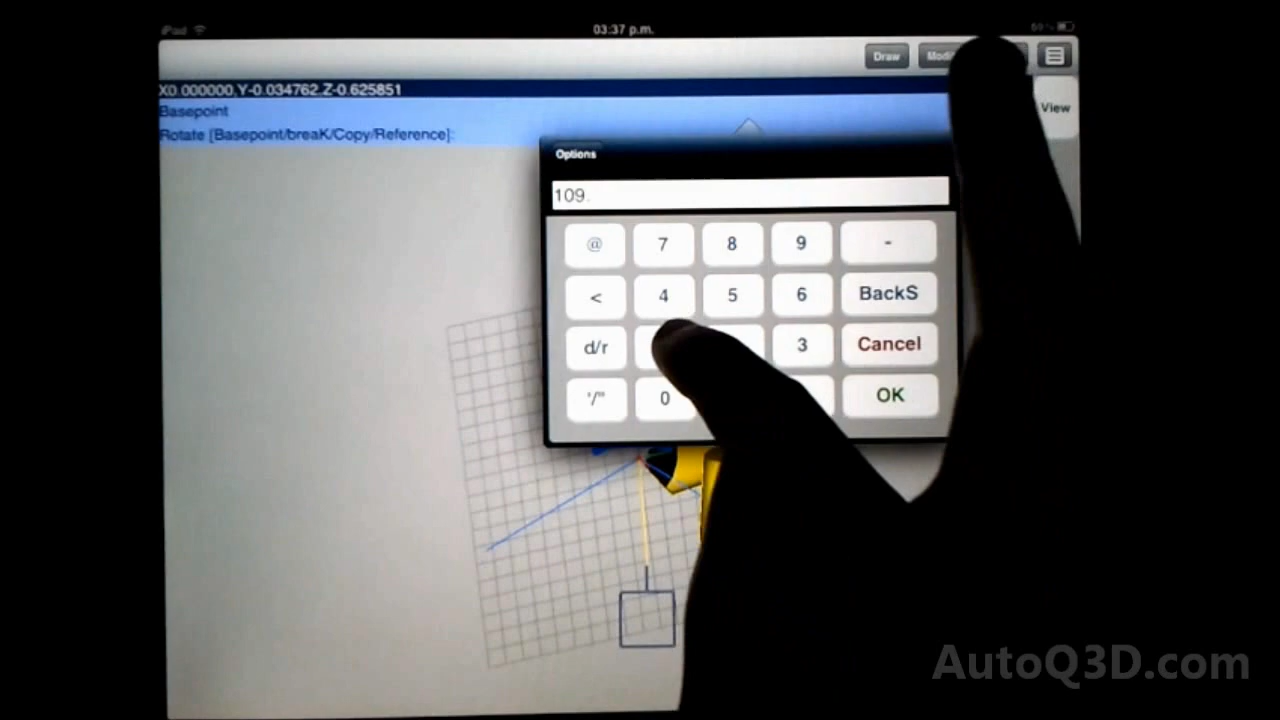 iPad 03:37 p.m. 69 %
Draw
X0.000000,Y-0.034762,Z-0.625851
Basepoint View
Rotate [Basepoint/breaK/Copy/Reference]:
Options
109.
@ 7 8 9 -
< 4 5 6 BackS
d/r 3 Cancel
'/" 0 OK
AutoQ3D.com